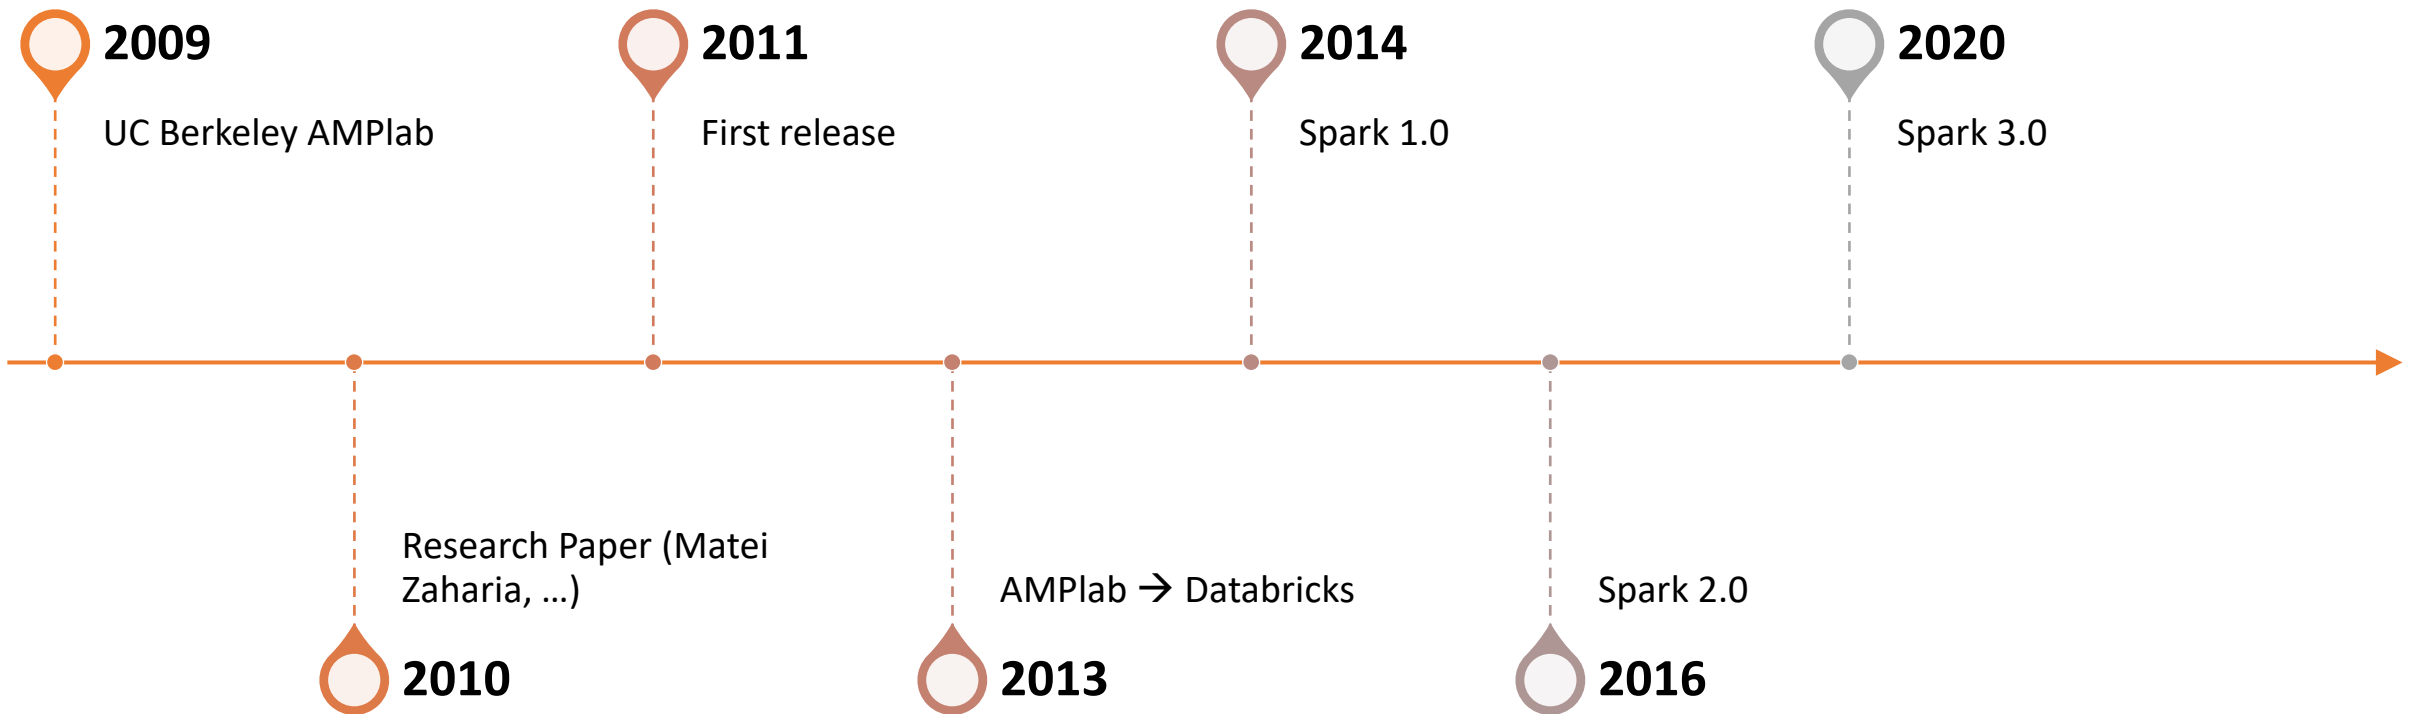 2009
UC Berkeley AMPlab
2011
First release
2014
Spark 1.0
2020
Spark 3.0
Research Paper (Matei
Zaharia, ...)
2010
AMPlab → Databricks
2013
Spark 2.0
2016